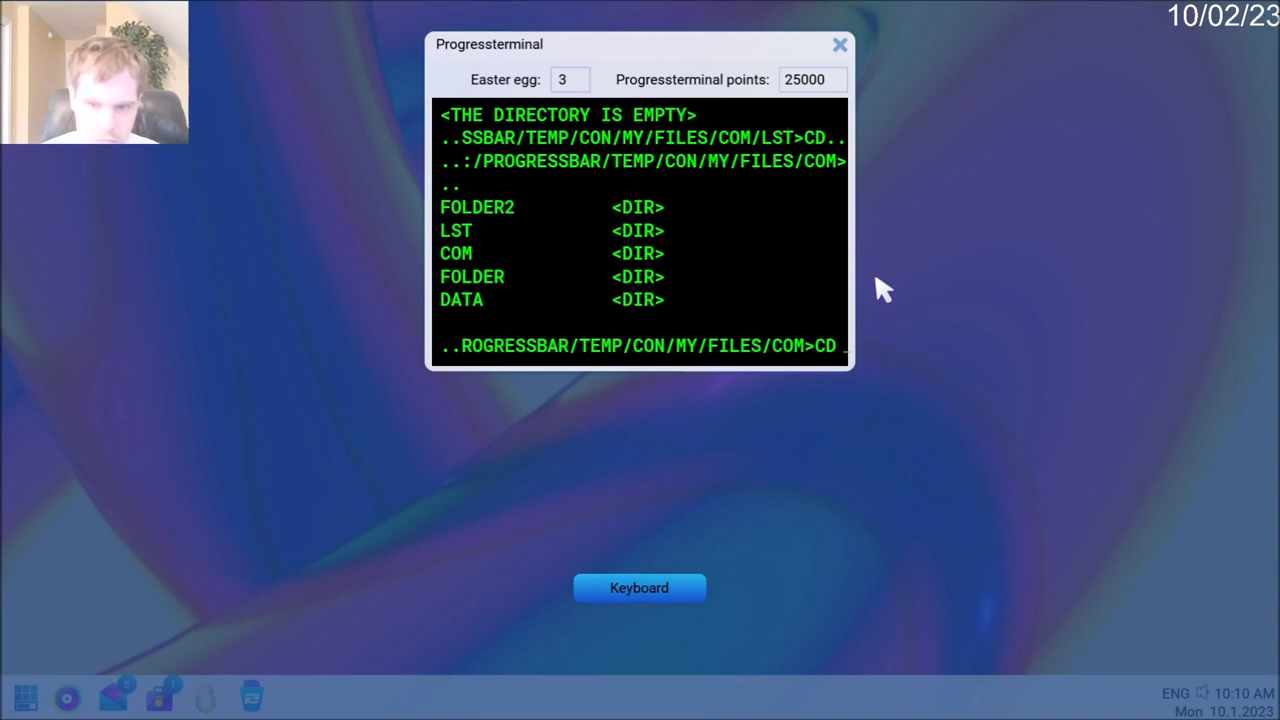 10/02/23
Progressterminal
Easter egg: 3 Progressterminal points: 25000
<THE DIRECTORY IS EMPTY>
..SSBAR/TEMP/CON/MY/FILES/COM/LST>CD..
..:/PROGRESSBAR/TEMP/CON/MY/FILES/COM>
..
FOLDER2 <DIR>
LST <DIR>
COM <DIR>
FOLDER <DIR>
DATA <DIR>
..ROGRESSBAR/TEMP/CON/MY/FILES/COM>CD _
Keyboard
5
1
ENG 10:10 AM
Mon 10.1.2023